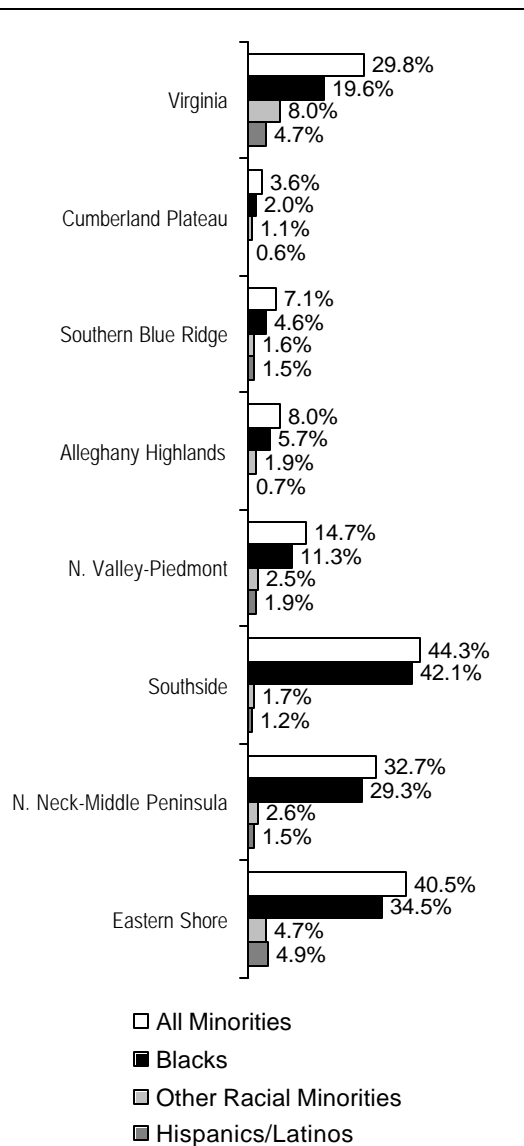 29.8%
19.6%
Virginia
8.0%
4.7%
3.6%
2.0%
Cumberland Plateau
1.1%
0.6%
7.1%
4.6%
Southern Blue Ridge
1.6%
1.5%
8.0%
5.7%
Alleghany Highlands
1.9%
0.7%
14.7%
11.3%
N. Valley-Piedmont
2.5%
1.9%
44.3%
42.1%
Southside
1.7%
1.2%
32.7%
29.3%
N. Neck-Middle Peninsula
2.6%
1.5%
40.5%
34.5%
Eastern Shore
4.7%
4.9%
All Minorities
Blacks
Other Racial Minorities
Hispanics/Latinos